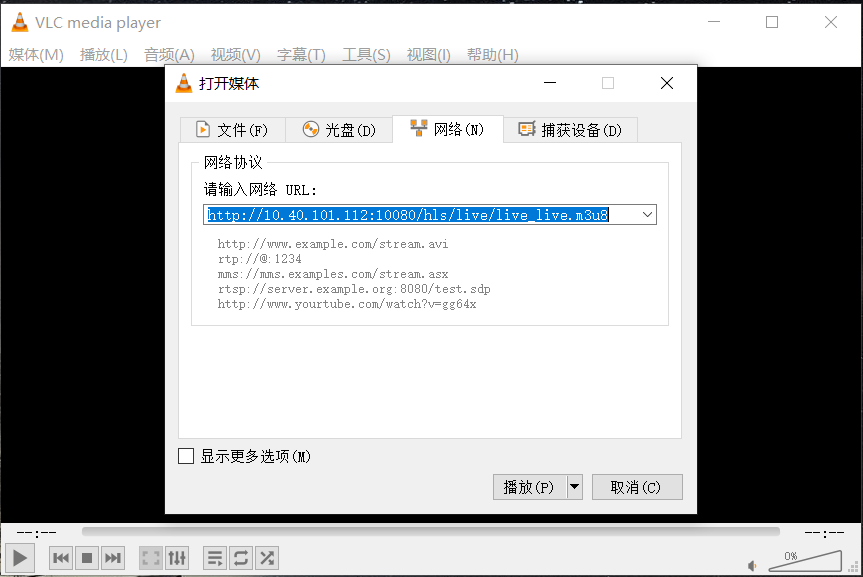 VLC media player
媒体(M) 播放(L) 音频(A) 视频(V) 字幕(T) 工具(S) 视图(I) 帮助(H)
打开媒体
文件(F) 光盘(D) 网络(N) 捕获设备(D)
网络协议
请输入网络 URL:
http://10.40.101.112:10080/hls/live/live_live.m3u8
http://www.example.com/stream.avi
rtp://@:1234
mms://mms.examples.com/stream.asx
rtsp://server.example.org:8080/test.sdp
http://www.yourtube.com/watch?v=gg64x
显示更多选项(M)
播放(P) 取消(C)
--:-- --:--
0%